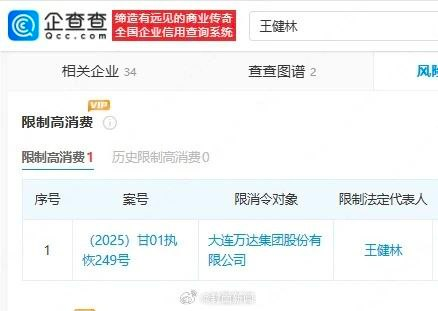 企查查
Qcc.com
缔造有远见的商业传奇
全国企业信用查询系统
王健林
相关企业 34
查查图谱 2
风险
VIP
限制高消费
限制高消费1
历史限制高消费0
序号
案号
限消令对象
限制法定代表人
1
（2025）甘01执
恢249号
大连万达集团股份有
限公司
王健林